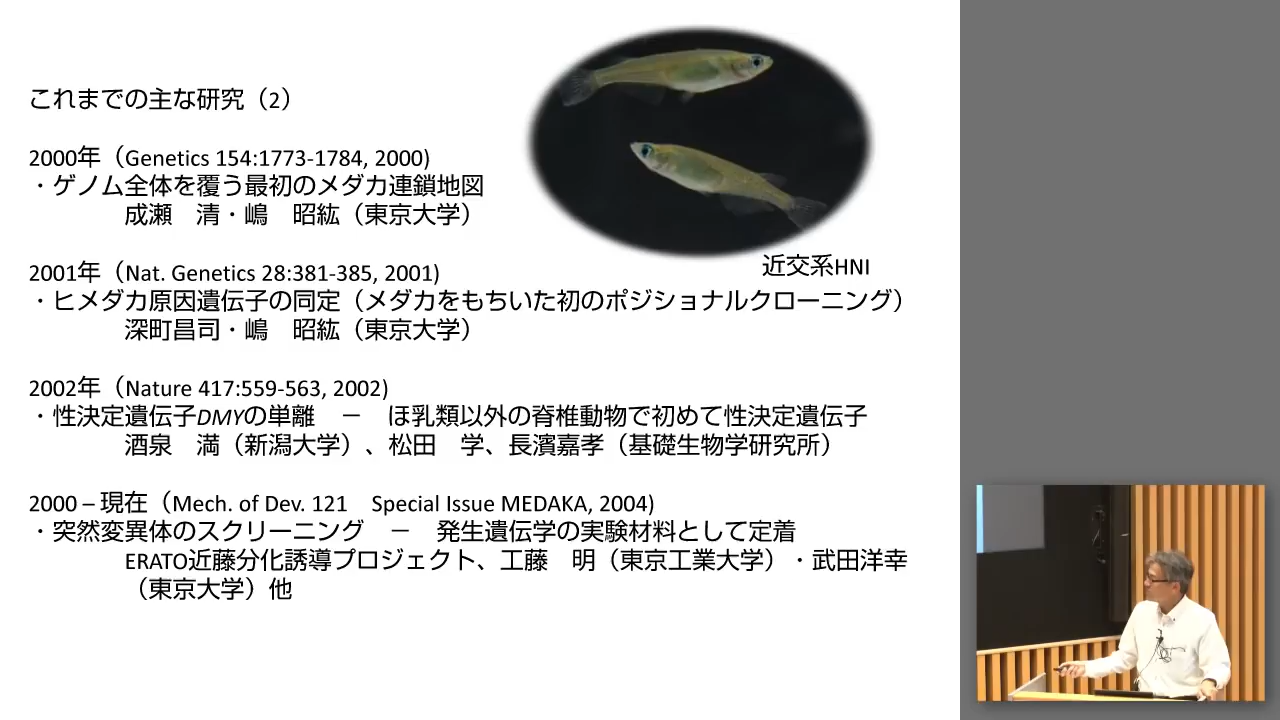 これまでの主な研究（2）
2000年（Genetics 154:1773-1784, 2000)
・ゲノム全体を覆う最初のメダカ連鎖地図
成瀬　清・嶋　昭紘（東京大学）
近交系HNI
2001年（Nat. Genetics 28:381-385, 2001)
・ヒメダカ原因遺伝子の同定（メダカをもちいた初のポジショナルクローニング）
深町昌司・嶋　昭紘（東京大学）
2002年（Nature 417:559-563, 2002)
・性決定遺伝子DMYの単離　－　ほ乳類以外の脊椎動物で初めて性決定遺伝子
酒泉　満（新潟大学）、松田　学、長濱嘉孝（基礎生物学研究所）
2000 – 現在（Mech. of Dev. 121　Special Issue MEDAKA, 2004)
・突然変異体のスクリーニング　－　発生遺伝学の実験材料として定着
ERATO近藤分化誘導プロジェクト、工藤　明（東京工業大学）・武田洋幸
（東京大学）他